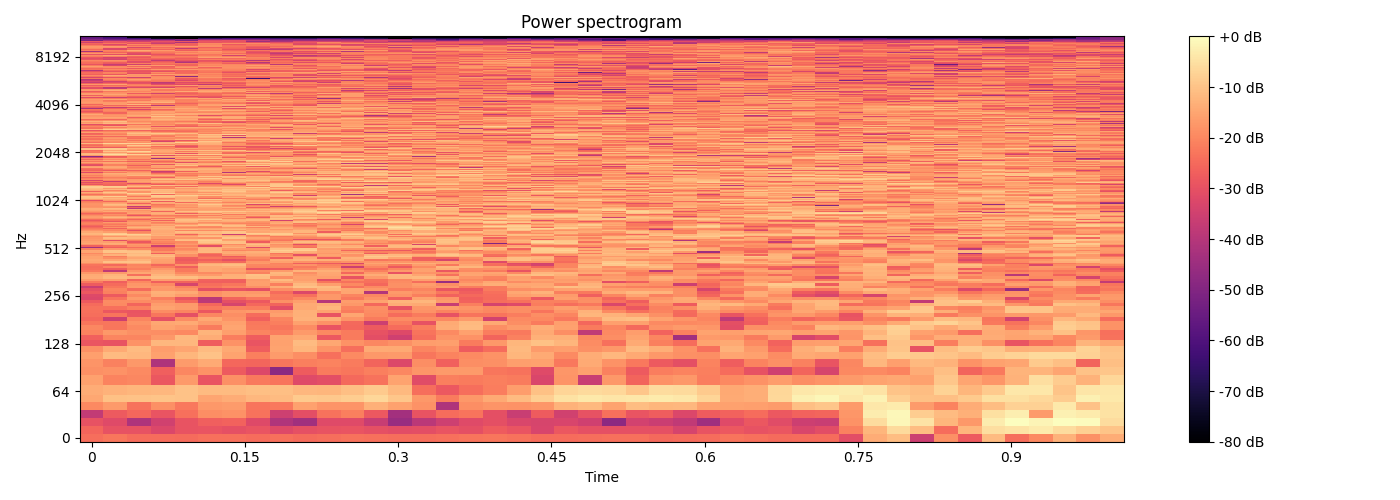 Power spectrogram
Hz
8192
4096
2048
1024
512
256
128
64
0
0 0.15 0.3 0.45 0.6 0.75 0.9
Time
+0 dB
-10 dB
-20 dB
-30 dB
-40 dB
-50 dB
-60 dB
-70 dB
-80 dB